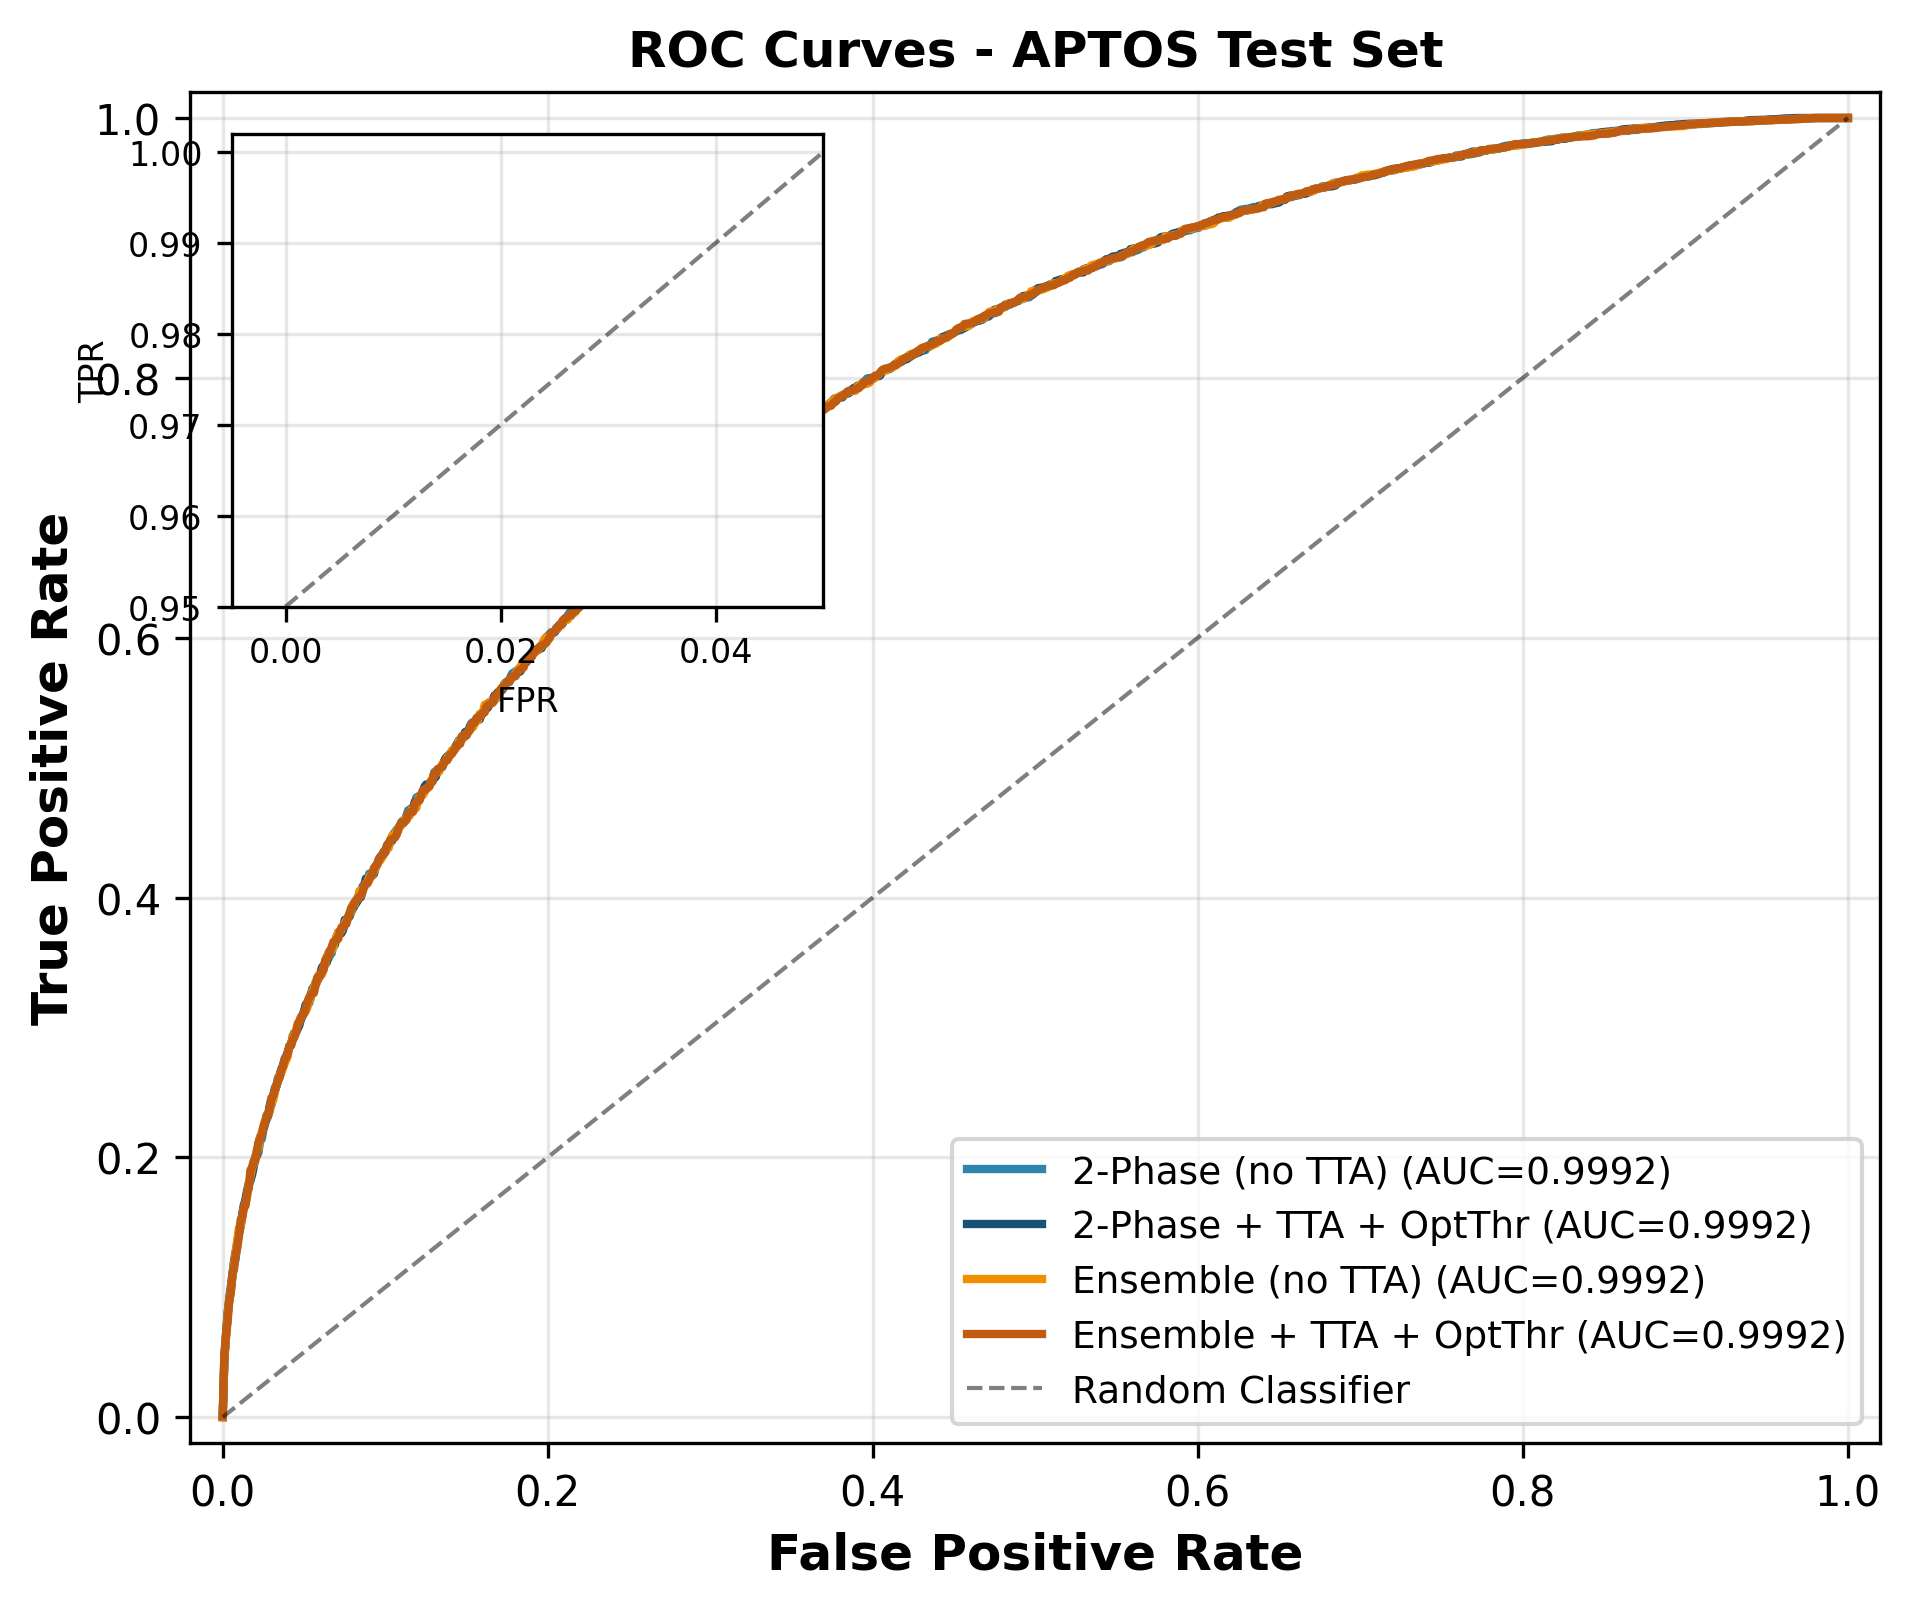 ROC Curves - APTOS Test Set
1.0
0.8
0.6
0.4
0.2
0.0
True Positive Rate
1.00
0.99
0.98
0.97
0.96
0.95
TPR
0.00 0.02 0.04
FPR
2-Phase (no TTA) (AUC=0.9992)
2-Phase + TTA + OptThr (AUC=0.9992)
Ensemble (no TTA) (AUC=0.9992)
Ensemble + TTA + OptThr (AUC=0.9992)
Random Classifier
0.0 0.2 0.4 0.6 0.8 1.0
False Positive Rate